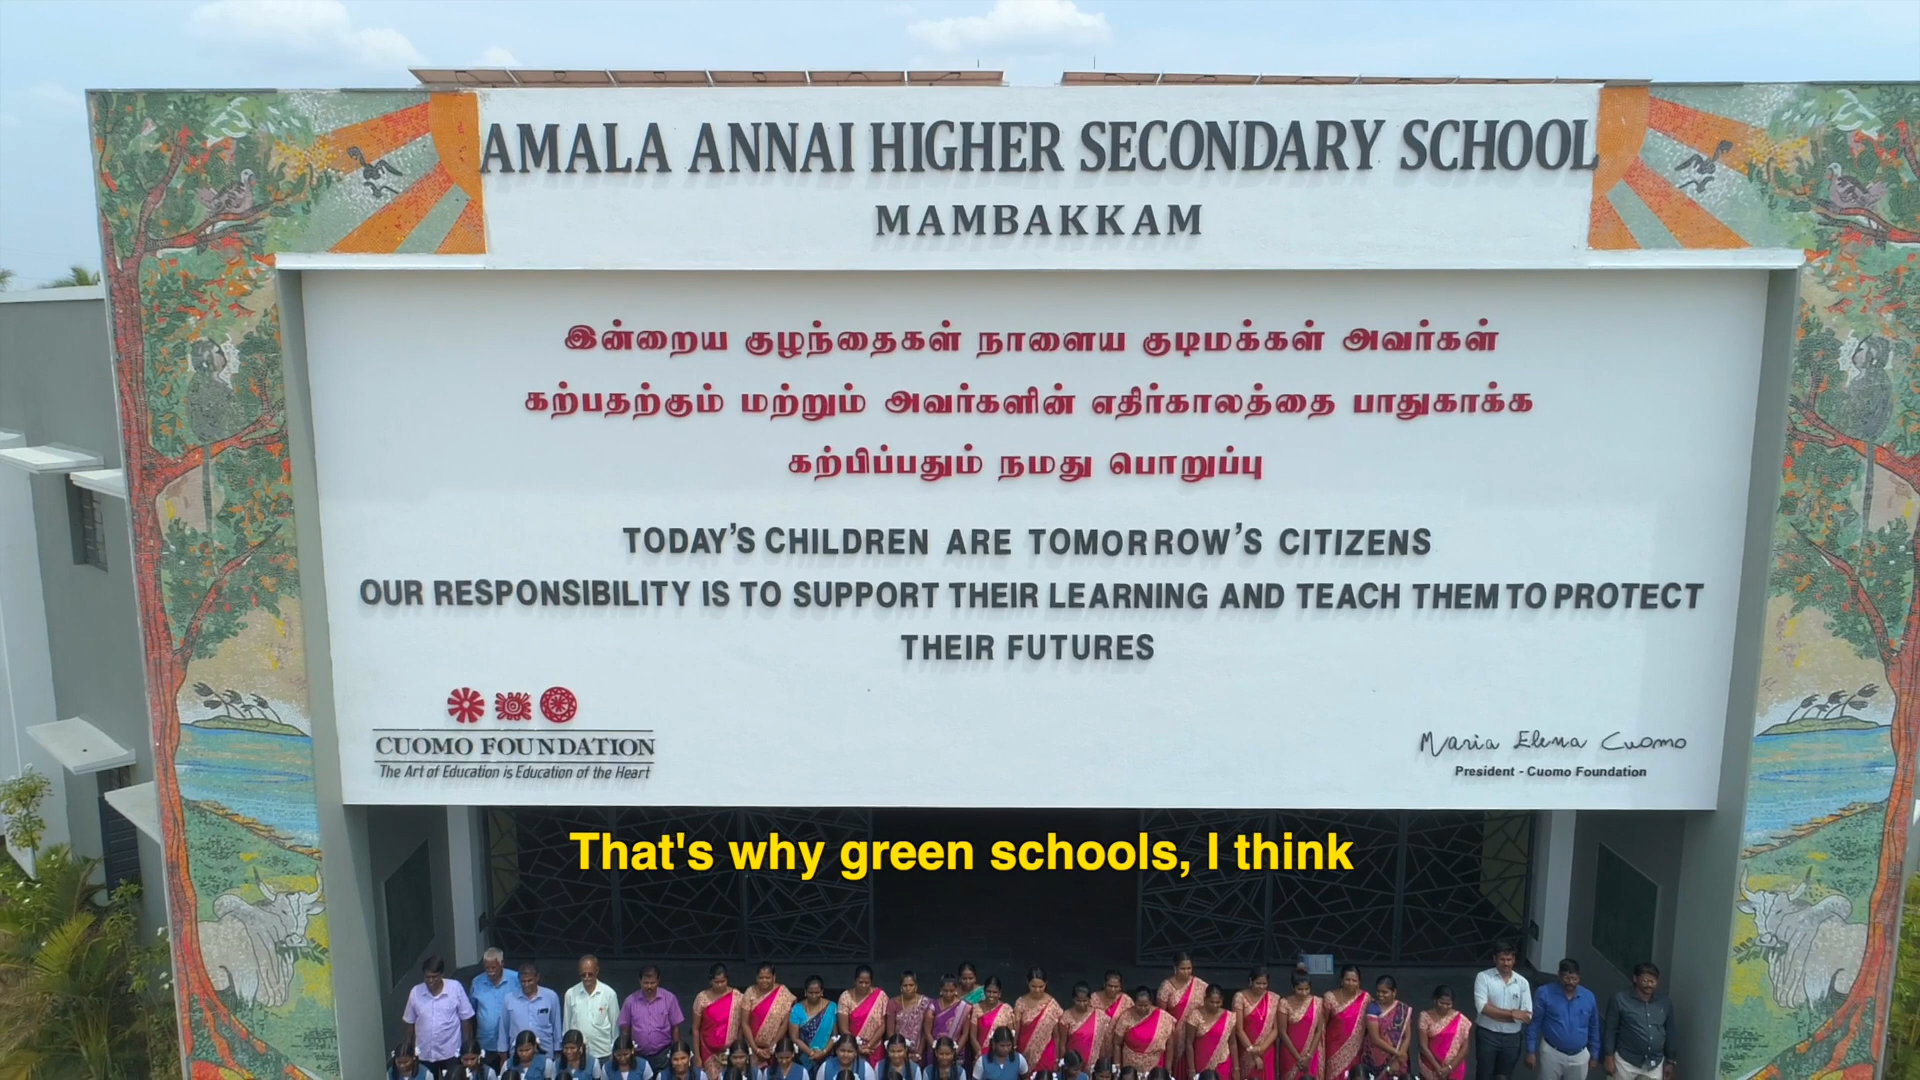 AMALA ANNAI HIGHER SECONDARY SCHOOL
MAMBAKKAM
இன்றைய குழந்தைகள் நாளைய குடிமக்கள் அவர்கள்
கற்பதற்கும் மற்றும் அவர்களின் எதிர்காலத்தை பாதுகாக்க
கற்பிப்பதும் நமது பொறுப்பு
TODAY'S CHILDREN ARE TOMORROW'S CITIZENS
OUR RESPONSIBILITY IS TO SUPPORT THEIR LEARNING AND TEACH THEM TO PROTECT
THEIR FUTURES
CUOMO FOUNDATION
The Art of Education is Education of the Heart
Maria Elena Cuomo
President - Cuomo Foundation
That's why green schools, I think